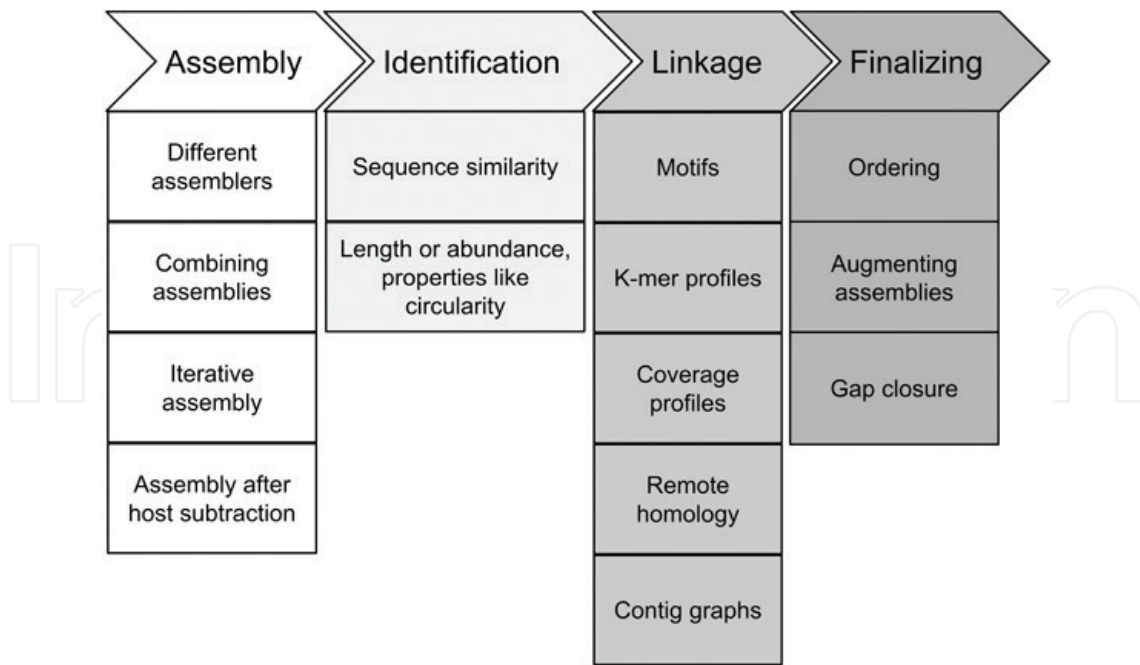 Assembly
Identification
Linkage
Finalizing
Different
assemblers
Combining
assemblies
Iterative
assembly
Assembly after
host subtraction
Sequence similarity
Length or abundance,
properties like
circularity
Motifs
K-mer profiles
Coverage
profiles
Remote
homology
Contig graphs
Ordering
Augmenting
assemblies
Gap closure